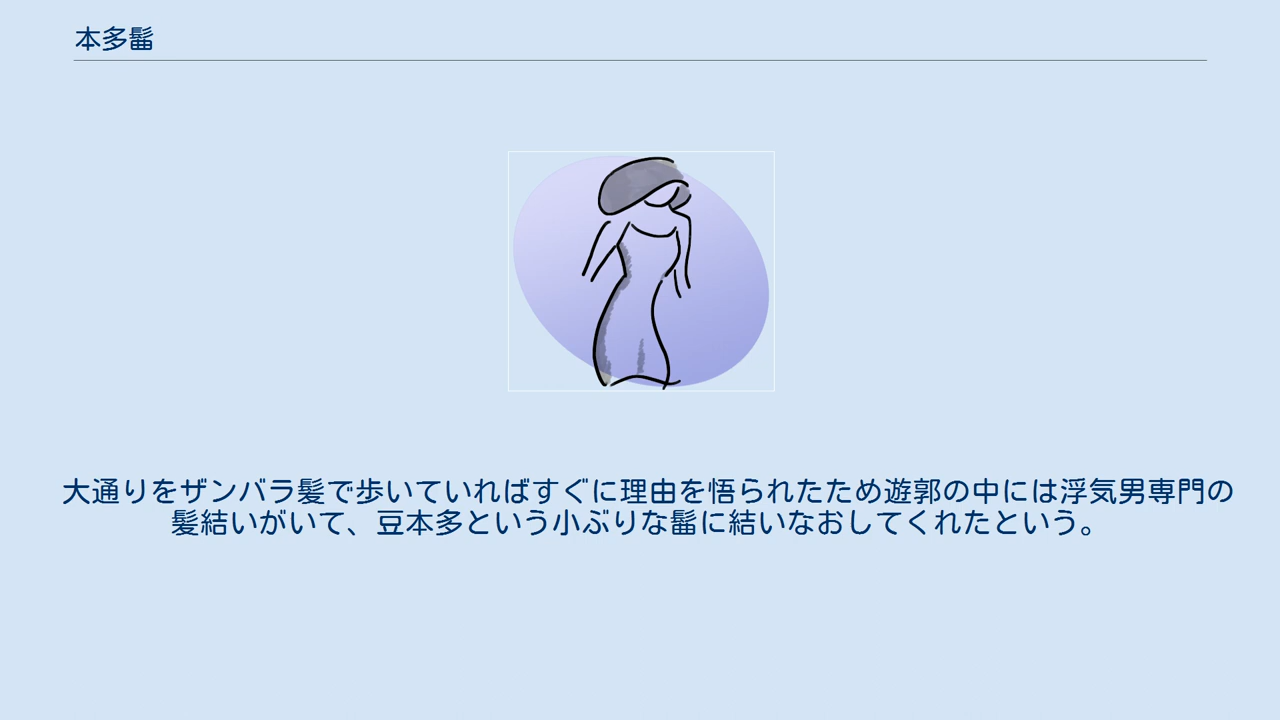 本多髷
大通りをザンバラ髪で歩いていればすぐに理由を悟られたため遊郭の中には浮気男専門の
髪結いがいて、豆本多という小ぶりな髷に結いなおしてくれたという。